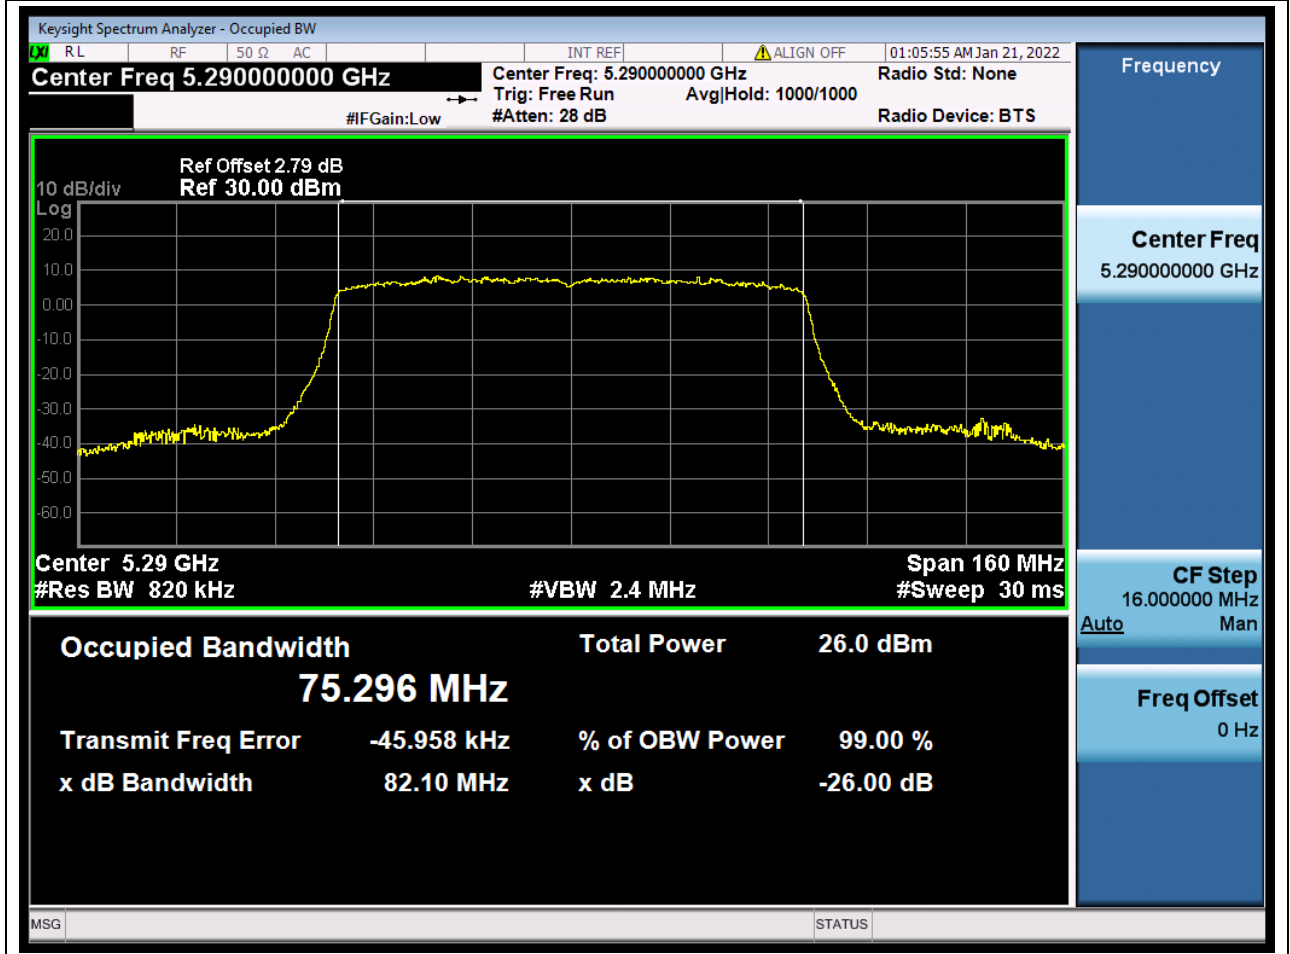 Keysight Spectrum Analyzer - Occupied BW
LXI RL RF 50 Ω AC INT REF ALIGN OFF 01:05:55 AM Jan 21, 2022
Center Freq 5.290000000 GHz
Center Freq: 5.290000000 GHz Radio Std: None
Trig: Free Run Avg|Hold: 1000/1000
#IFGain:Low #Atten: 28 dB Radio Device: BTS
Frequency
Ref Offset 2.79 dB
10 dB/div Ref 30.00 dBm
Log
20.0
10.0
0.00
-10.0
-20.0
-30.0
-40.0
-50.0
-60.0
Center 5.29 GHz Span 160 MHz
#Res BW 820 kHz #VBW 2.4 MHz #Sweep 30 ms
Occupied Bandwidth Total Power 26.0 dBm
75.296 MHz
Transmit Freq Error -45.958 kHz % of OBW Power 99.00 %
x dB Bandwidth 82.10 MHz x dB -26.00 dB
Center Freq
5.290000000 GHz
CF Step
16.000000 MHz
Auto Man
Freq Offset
0 Hz
MSG STATUS